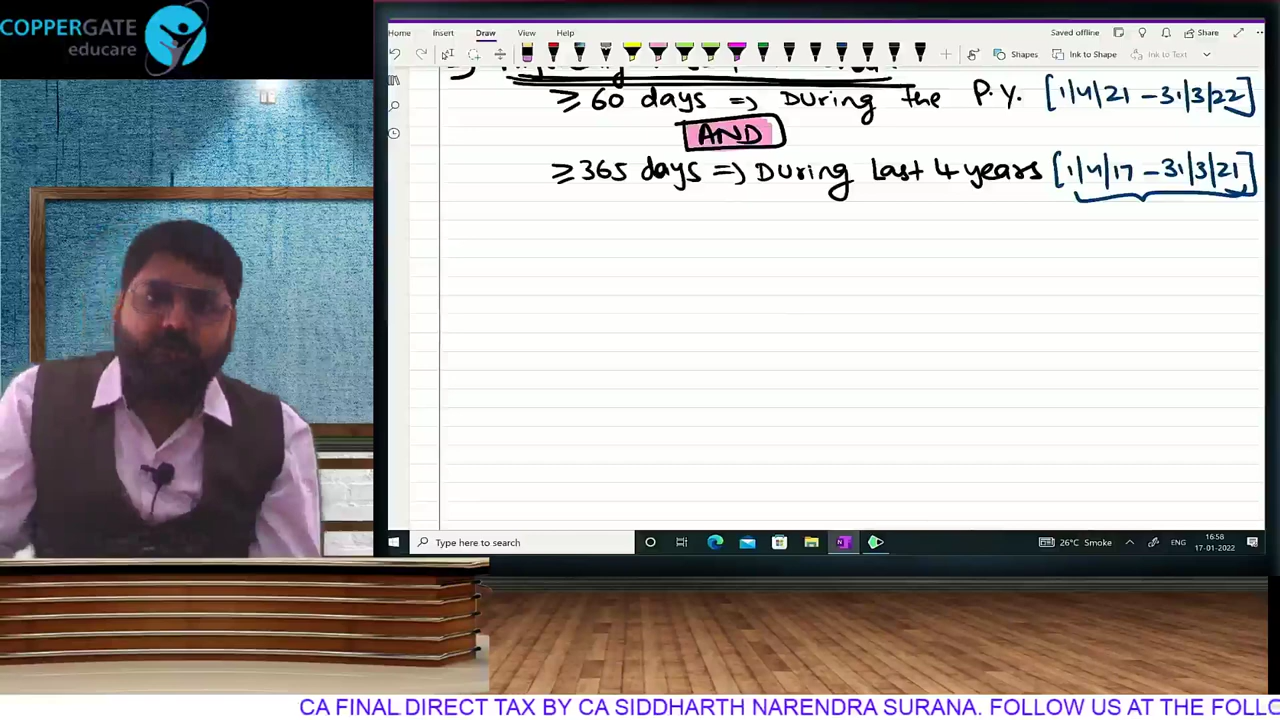 COPPERGATE
educare
Home Insert Draw View Help
Saved offline
Share
Shapes
Ink to Shape
Ink to Text
≥ 60 days => During the P.Y. [1/4/21 - 31/3/22]
AND
≥ 365 days => During last 4 years [1/4/17 - 31/3/21]
Type here to search
26°C Smoke
ENG
16:58
17-01-2022
CA FINAL DIRECT TAX BY CA SIDDHARTH NARENDRA SURANA. FOLLOW US AT THE FOLLO